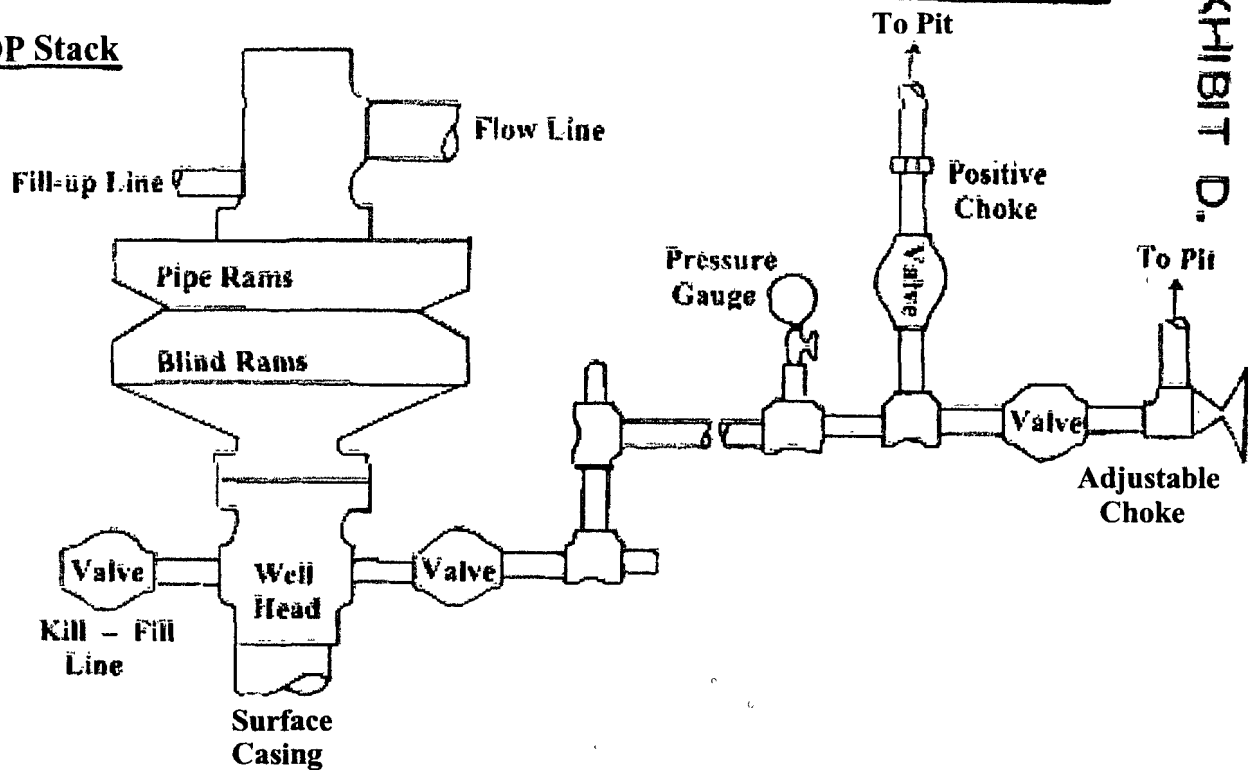 To Pit
Stack
EXHIBIT D.
Flow Line
Fill-up Line
Positive
Choke
Pipe Rams
Pressure
Gauge
Valve
To Pit
Blind Rams
Valve
Adjustable
Choke
Valve
Well
Head
Valve
Kill – Fill
Line
Surface
Casing